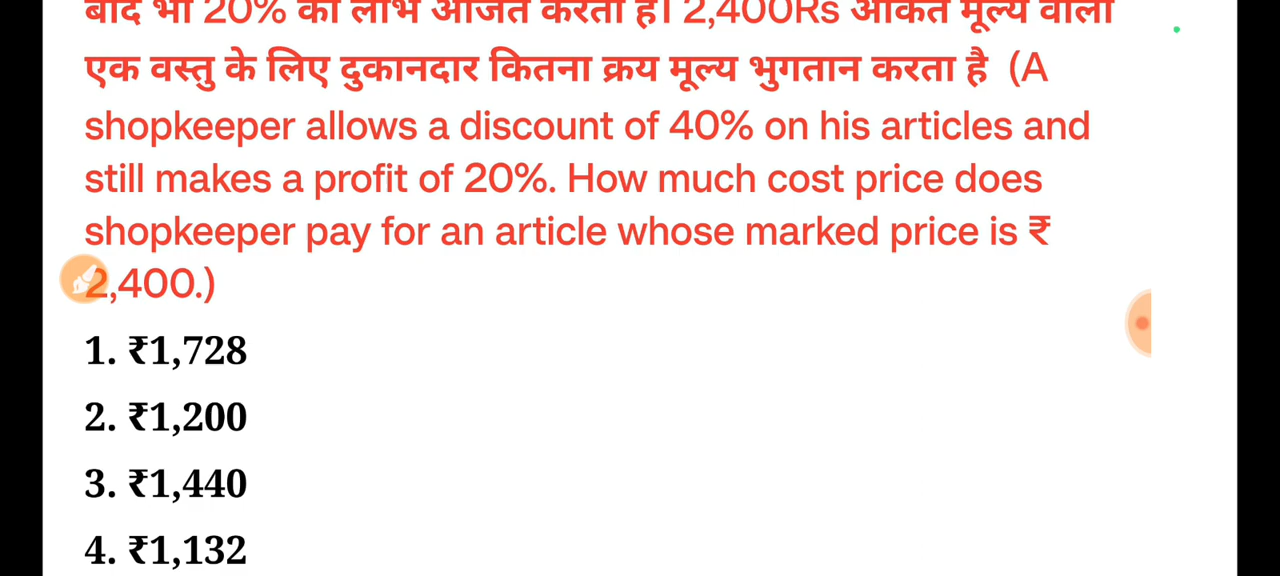 बाद भी 20% का लाभ अर्जित करता है। 2,400Rs अंकित मूल्य वाली
एक वस्तु के लिए दुकानदार कितना क्रय मूल्य भुगतान करता है (A
shopkeeper allows a discount of 40% on his articles and
still makes a profit of 20%. How much cost price does
shopkeeper pay for an article whose marked price is ₹
2,400.)
1. ₹1,728
2. ₹1,200
3. ₹1,440
4. ₹1,132